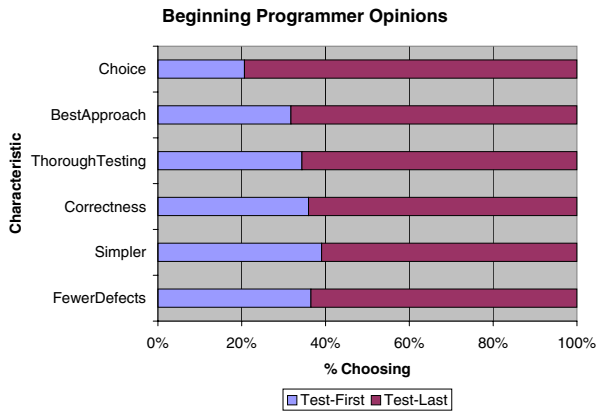 Beginning Programmer Opinions
Characteristic
Choice
BestApproach
ThoroughTesting
Correctness
Simpler
FewerDefects
0% 20% 40% 60% 80% 100%
% Choosing
Test-First Test-Last